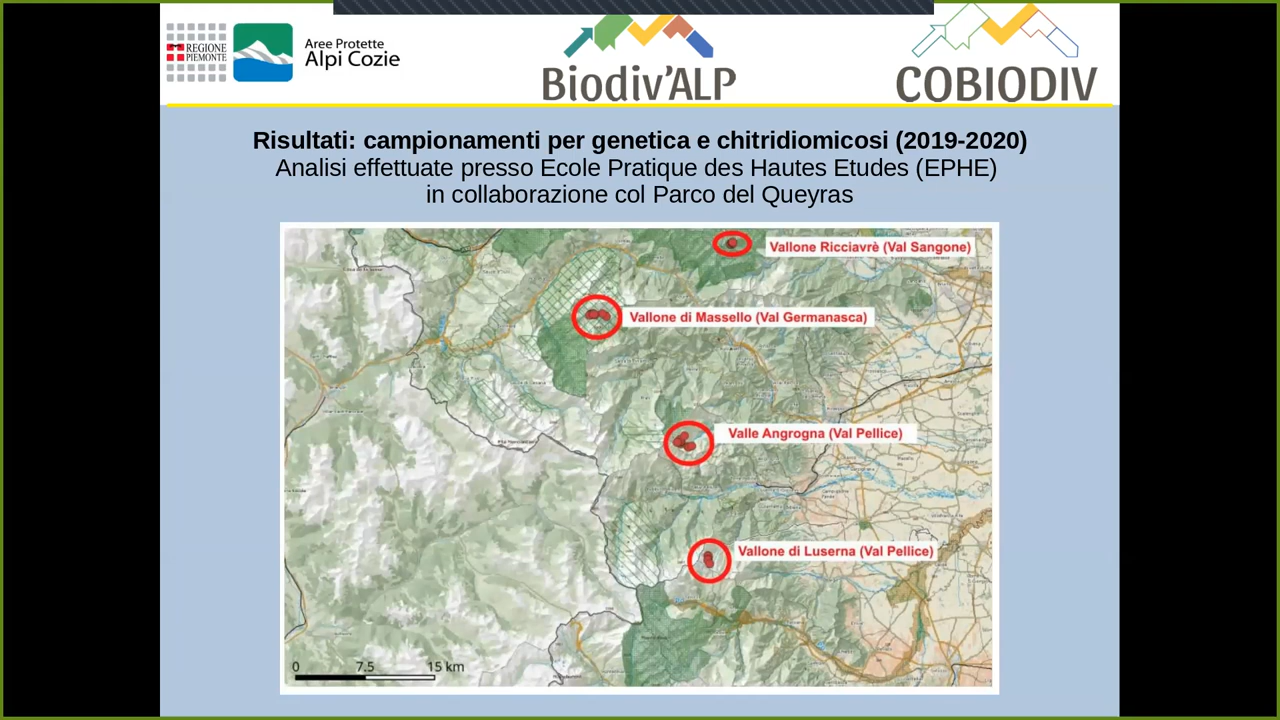 REGIONE
PIEMONTE
Aree Protette
Alpi Cozie
Biodiv'ALP
COBIODIV
Risultati: campionamenti per genetica e chitridiomicosi (2019-2020)
Analisi effettuate presso Ecole Pratique des Hautes Etudes (EPHE)
in collaborazione col Parco del Queyras
Vallone Ricciavrè (Val Sangone)
Vallone di Massello (Val Germanasca)
Valle Angrogna (Val Pellice)
Vallone di Luserna (Val Pellice)
0 7.5 15 km